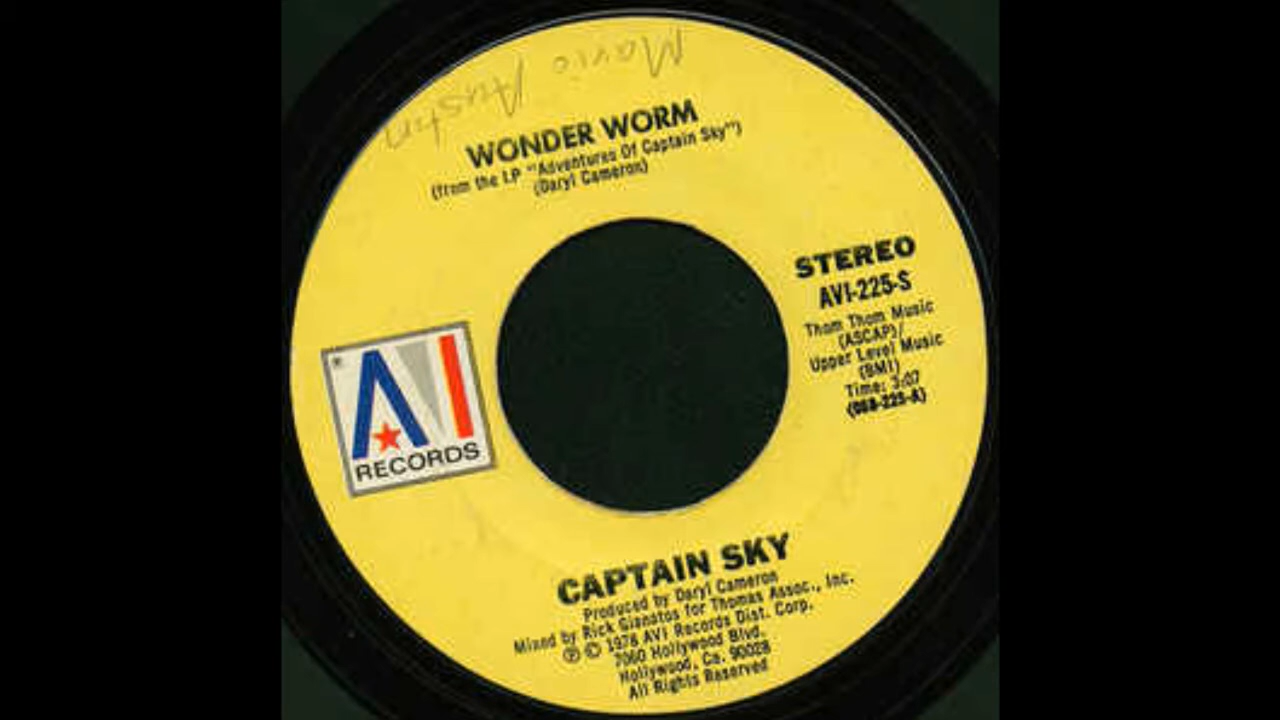 Mario Austin
WONDER WORM
(from the LP "Adventures Of Captain Sky")
(Daryl Cameron)
STEREO
AVI-225-S
Thom Thom Music
(ASCAP)/
Upper Level Music
(BMI)
Time: 3:07
AVI
RECORDS
CAPTAIN SKY
Produced by Daryl Cameron
Mixed by Rick Gianatos for Thomas Assoc., Inc.
℗ © 1978 AVI Records Dist. Corp.
7060 Hollywood Blvd.
Hollywood, Ca. 90028
All Rights Reserved